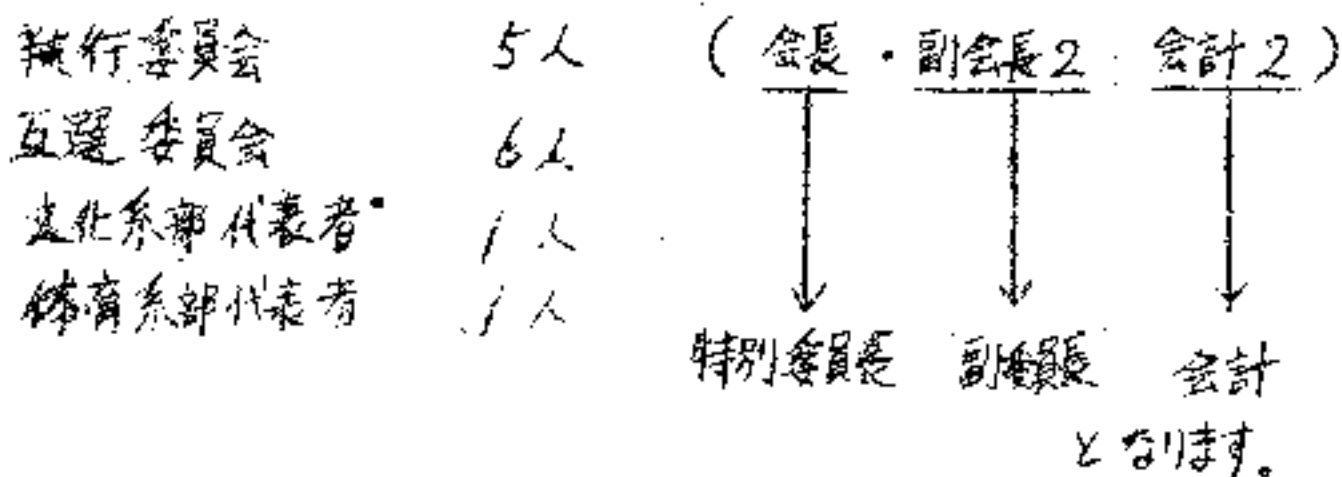 執行委員会 5人 (会長・副会長2 会計2)
互選委員会 6人
文化系部代表者 1人
体育系部代表者 1人
特別委員長 副委員長 会計
となります。